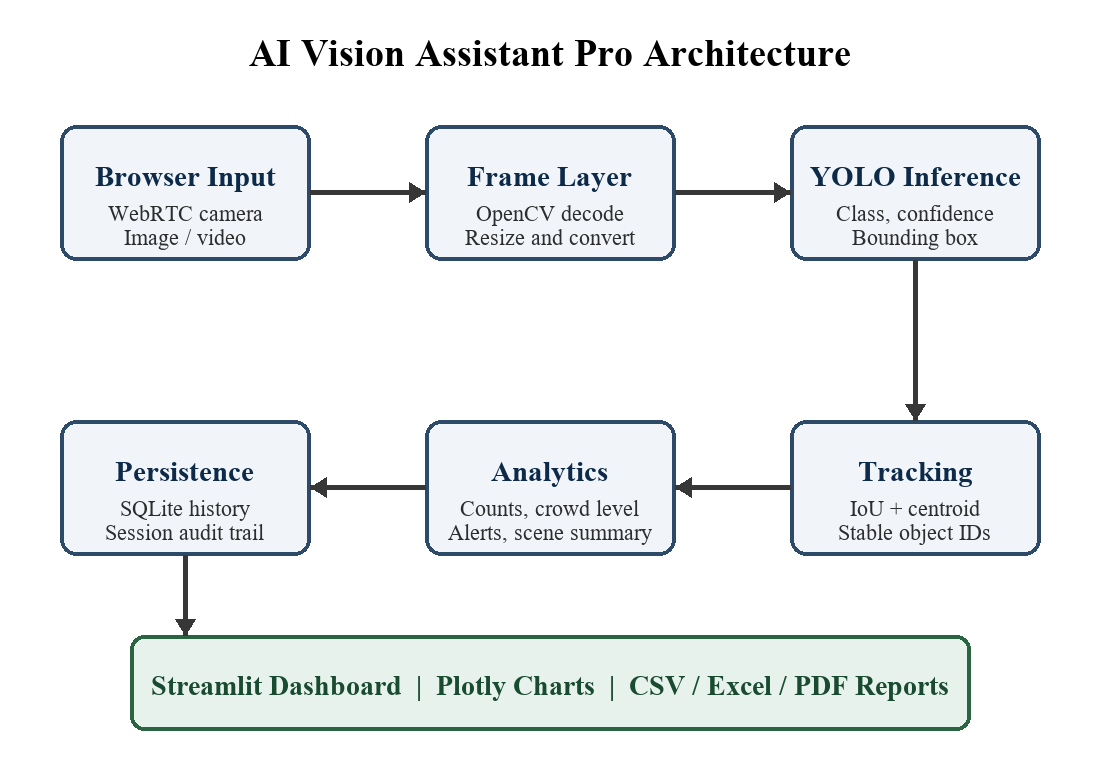 AI Vision Assistant Pro Architecture
Browser Input
WebRTC camera
Image / video
Frame Layer
OpenCV decode
Resize and convert
YOLO Inference
Class, confidence
Bounding box
Persistence
SQLite history
Session audit trail
Analytics
Counts, crowd level
Alerts, scene summary
Tracking
IoU + centroid
Stable object IDs
Streamlit Dashboard | Plotly Charts | CSV / Excel / PDF Reports